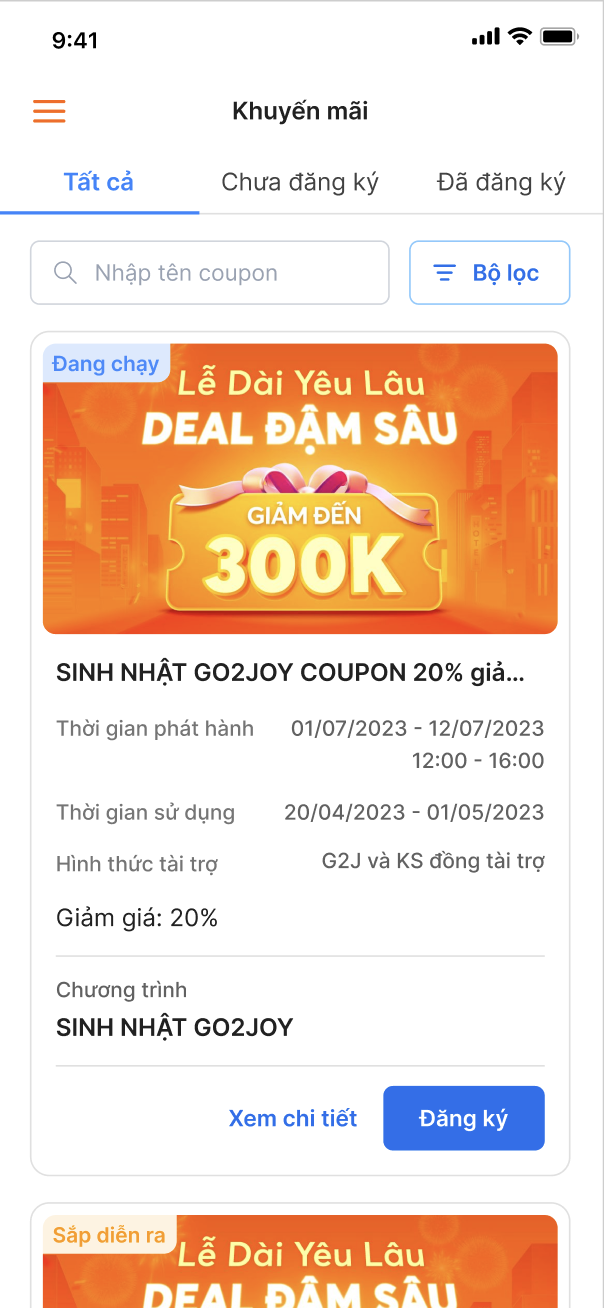 9:41
Khuyến mãi
Tất cả
Chưa đăng ký
Đã đăng ký
Nhập tên coupon
Bộ lọc
Đang chạy
Lễ Dài Yêu Lâu
DEAL ĐẬM SÂU
GIẢM ĐẾN
300K
SINH NHẬT GO2JOY COUPON 20% giả...
Thời gian phát hành
01/07/2023 - 12/07/2023
12:00 - 16:00
Thời gian sử dụng
20/04/2023 - 01/05/2023
Hình thức tài trợ
G2J và KS đồng tài trợ
Giảm giá: 20%
Chương trình
SINH NHẬT GO2JOY
Xem chi tiết
Đăng ký
Sắp diễn ra
Lễ Dài Yêu Lâu
DEAL ĐẬM SÂU